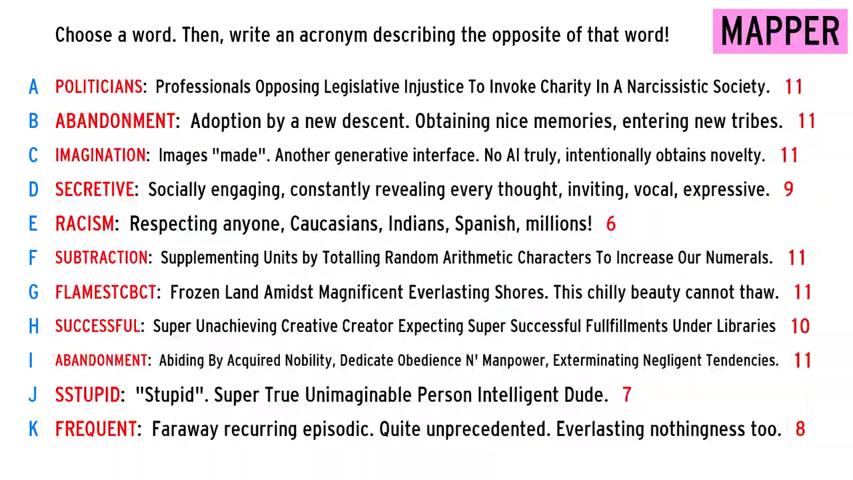 Choose a word. Then, write an acronym describing the opposite of that word! MAPPER
A POLITICIANS: Professionals Opposing Legislative Injustice To Invoke Charity In A Narcissistic Society. 11
B ABANDONMENT: Adoption by a new descent. Obtaining nice memories, entering new tribes. 11
C IMAGINATION: Images "made". Another generative interface. No AI truly, intentionally obtains novelty. 11
D SECRETIVE: Socially engaging, constantly revealing every thought, inviting, vocal, expressive. 9
E RACISM: Respecting anyone, Caucasians, Indians, Spanish, millions! 6
F SUBTRACTION: Supplementing Units by Totalling Random Arithmetic Characters To Increase Our Numerals. 11
G FLAMESTCBCT: Frozen Land Amidst Magnificent Everlasting Shores. This chilly beauty cannot thaw. 11
H SUCCESSFUL: Super Unachieving Creative Creator Expecting Super Successful Fullfillments Under Libraries 10
I ABANDONMENT: Abiding By Acquired Nobility, Dedicate Obedience N' Manpower, Exterminating Negligent Tendencies. 11
J SSTUPID: "Stupid". Super True Unimaginable Person Intelligent Dude. 7
K FREQUENT: Faraway recurring episodic. Quite unprecedented. Everlasting nothingness too. 8